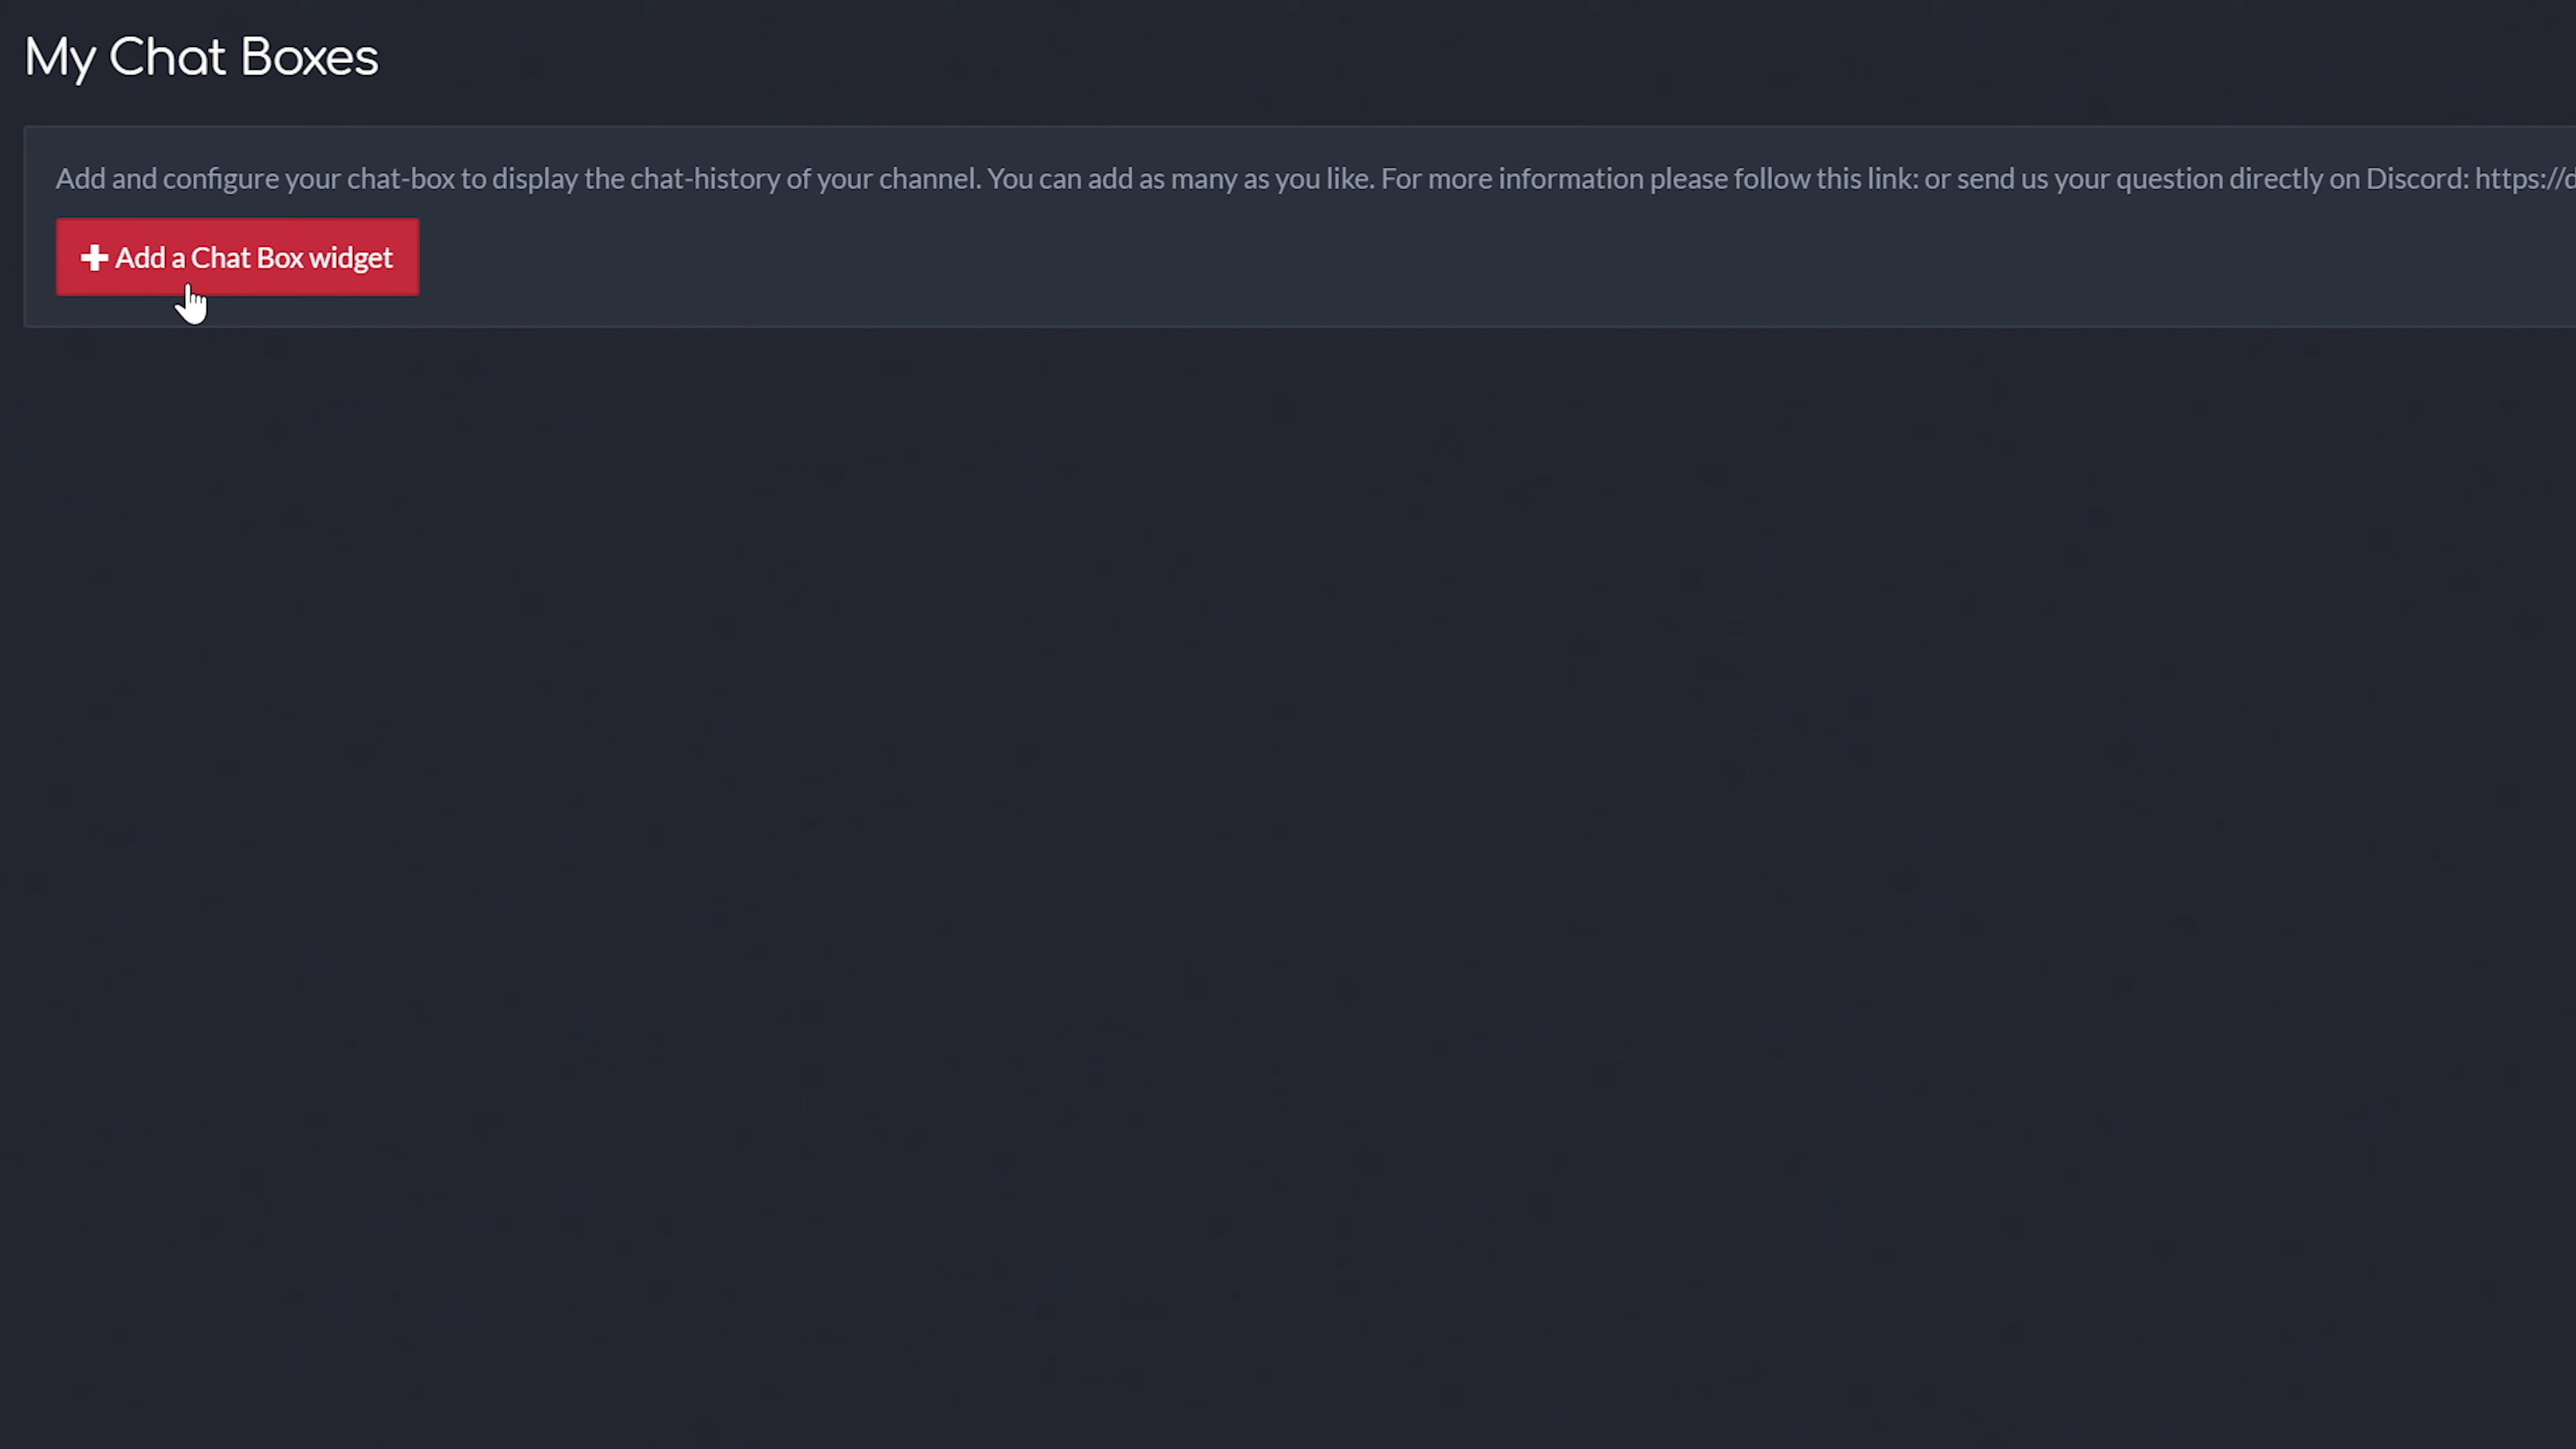 My Chat Boxes
Add and configure your chat-box to display the chat-history of your channel. You can add as many as you like. For more information please follow this link: or send us your question directly on Discord: https://d
Add a Chat Box widget